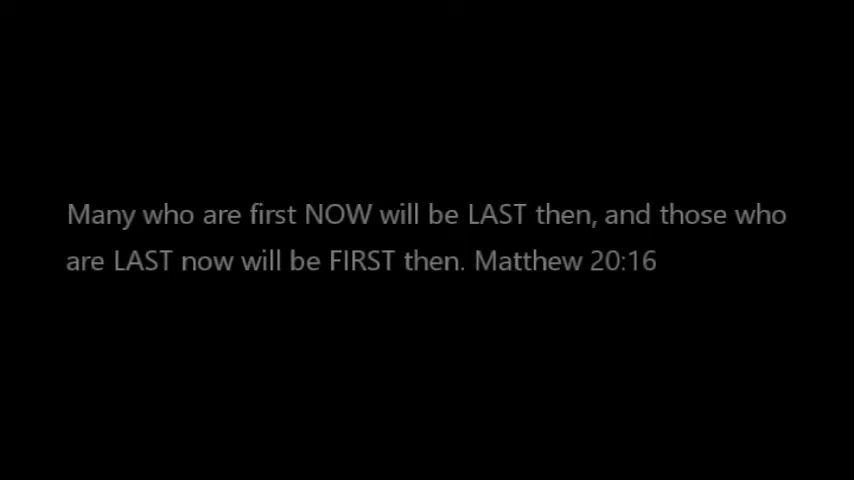 Many who are first NOW will be LAST then, and those who
are LAST now will be FIRST then. Matthew 20:16